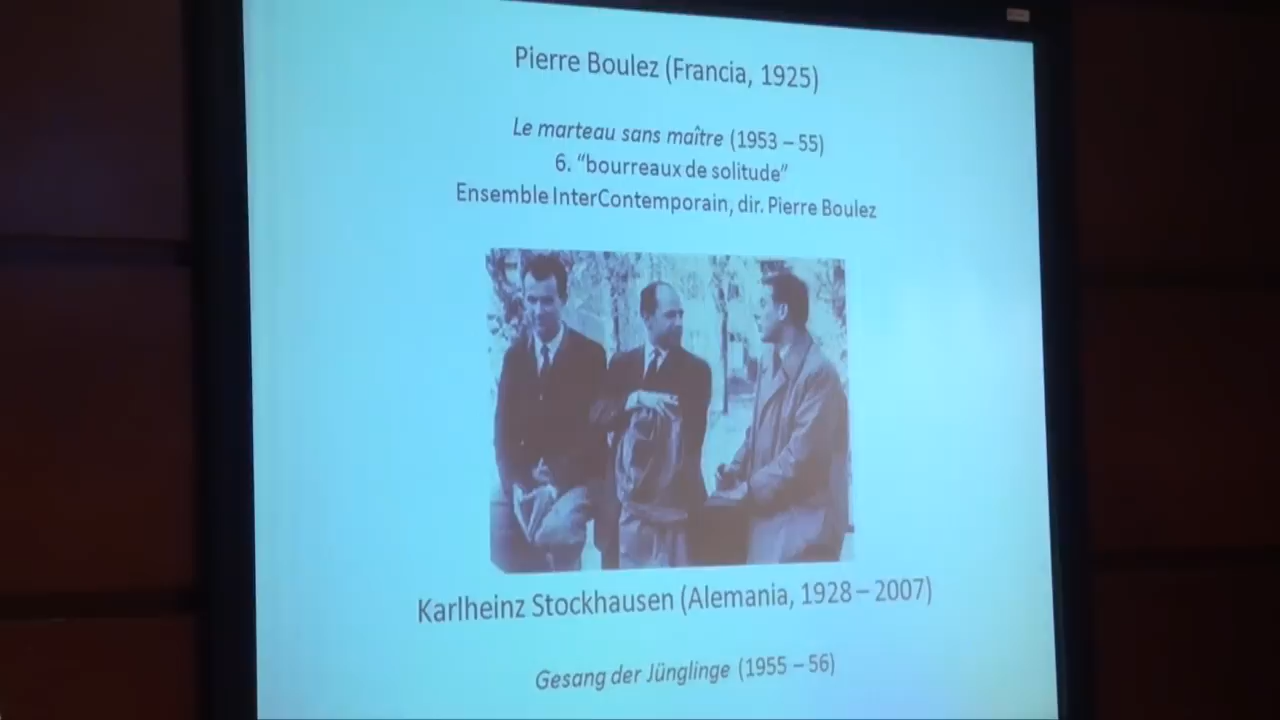 Pierre Boulez (Francia, 1925)
Le marteau sans maître (1953 – 55)
6. “bourreaux de solitude”
Ensemble InterContemporain, dir. Pierre Boulez
Karlheinz Stockhausen (Alemania, 1928 – 2007)
Gesang der Jünglinge (1955 – 56)